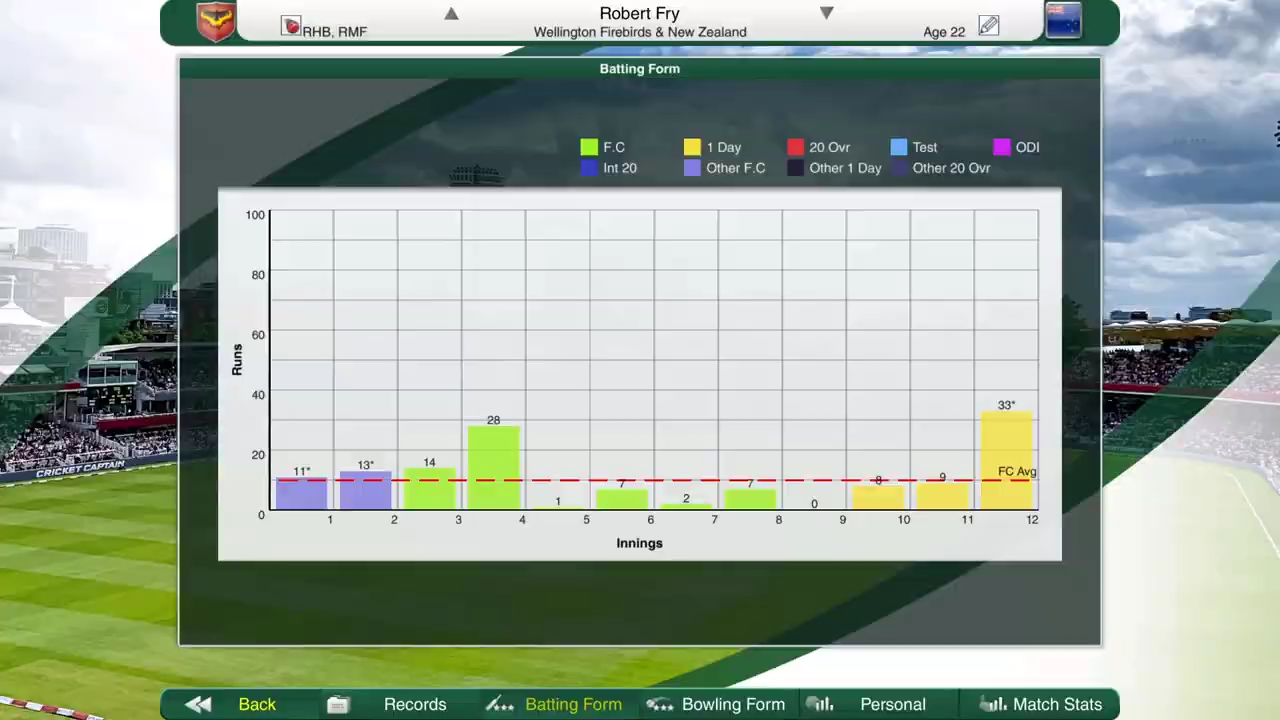 Robert Fry
RHB, RMF
Wellington Firebirds & New Zealand
Age 22
Batting Form
F.C
1 Day
20 Ovr
Test
ODI
Int 20
Other F.C
Other 1 Day
Other 20 Ovr
100
80
60
40
20
0
Runs
11*
13*
14
28
1
7
2
7
0
8
9
33*
FC Avg
1 2 3 4 5 6 7 8 9 10 11 12
Innings
CRICKET CAPTAIN
Back
Records
Batting Form
Bowling Form
Personal
Match Stats